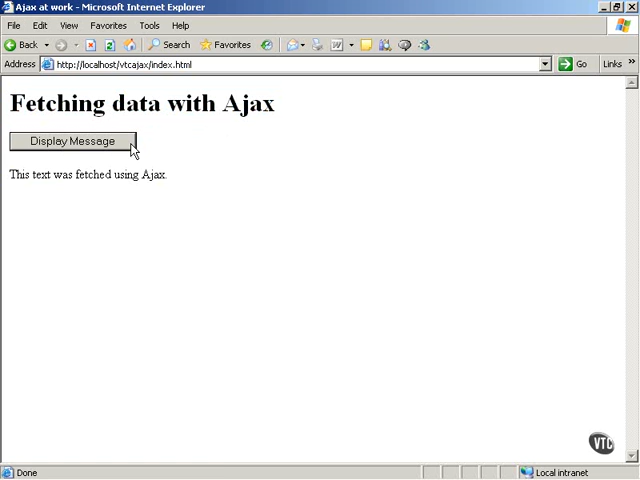 Ajax at work - Microsoft Internet Explorer
File Edit View Favorites Tools Help
Back Search Favorites W
Address http://localhost/vtcajax/index.html Go Links »
Fetching data with Ajax
Display Message
This text was fetched using Ajax.
VTC
Done Local intranet